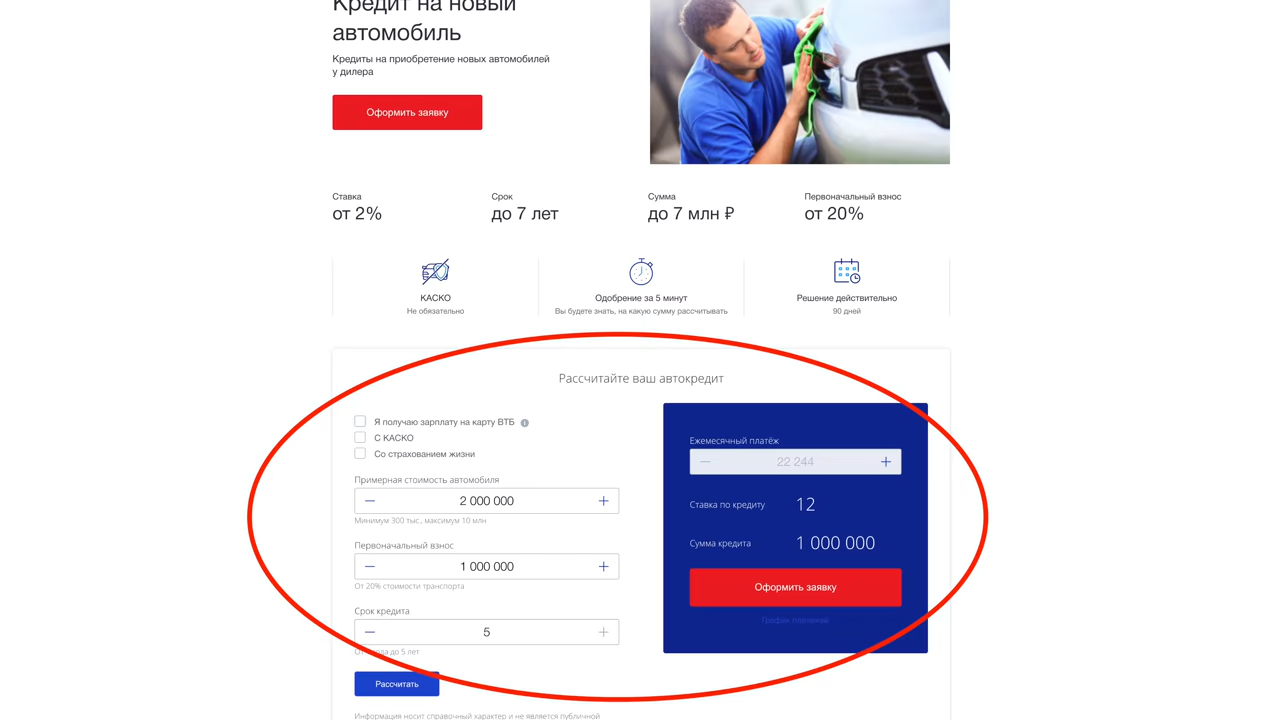 Кредит на новый
автомобиль
Кредиты на приобретение новых автомобилей
у дилера
Оформить заявку
Ставка
от 2%
Срок
до 7 лет
Сумма
до 7 млн ₽
Первоначальный взнос
от 20%
КАСКО
Не обязательно
Одобрение за 5 минут
Вы будете знать, на какую сумму рассчитывать
Решение действительно
90 дней
Рассчитайте ваш автокредит
Я получаю зарплату на карту ВТБ
С КАСКО
Со страхованием жизни
Примерная стоимость автомобиля
2 000 000
Минимум 300 тыс., максимум 10 млн
Первоначальный взнос
1 000 000
От 20% стоимости транспорта
Срок кредита
5
От года до 5 лет
Рассчитать
Ежемесячный платёж
22 244
Ставка по кредиту
12
Сумма кредита
1 000 000
Оформить заявку
График платежей
Информация носит справочный характер и не является публичной